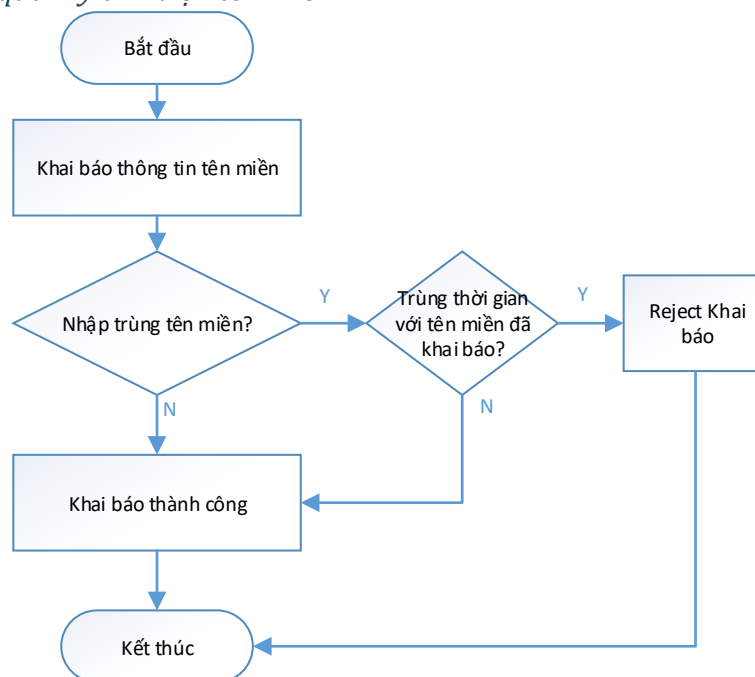 Bắt đầu
Khai báo thông tin tên miền
Nhập trùng tên miền?
Y
Trùng thời gian
với tên miền đã
khai báo?
Y
Reject Khai
báo
N
N
Khai báo thành công
Kết thúc